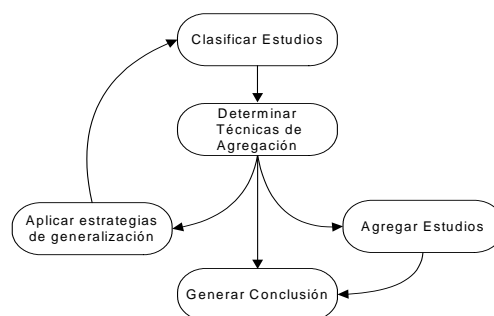 Clasificar Estudios
Determinar
Técnicas de
Agregación
Aplicar estrategias
de generalización
Agregar Estudios
Generar Conclusión